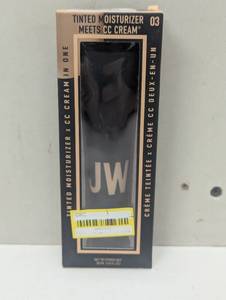 TINTED MOISTURIZER
MEETS CC CREAM
03
TINTED MOISTURIZER X CC CREAM IN ONE
CRÈME TEINTÉE X CRÈME CC DEUX-EN-UN
JW